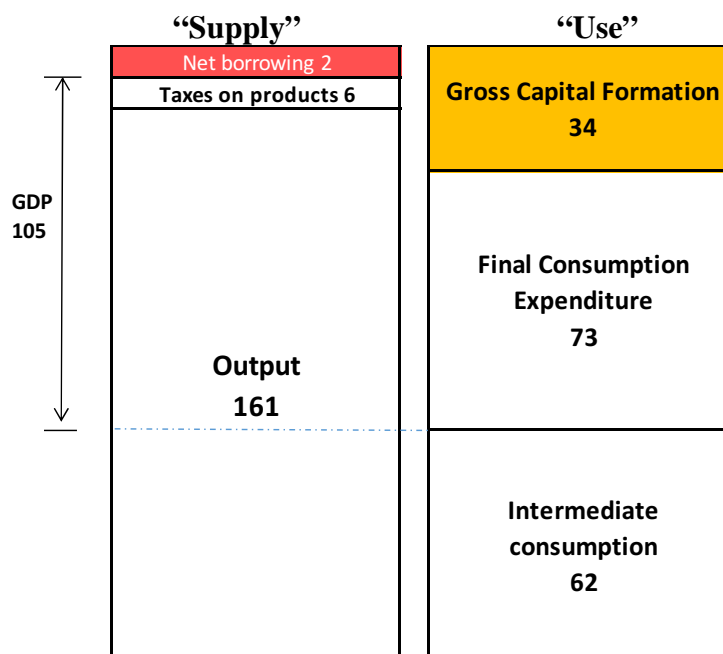 “Supply”
“Use”
Net borrowing 2
Taxes on products 6
Gross Capital Formation
34
GDP
105
Final Consumption
Expenditure
73
Output
161
Intermediate
consumption
62